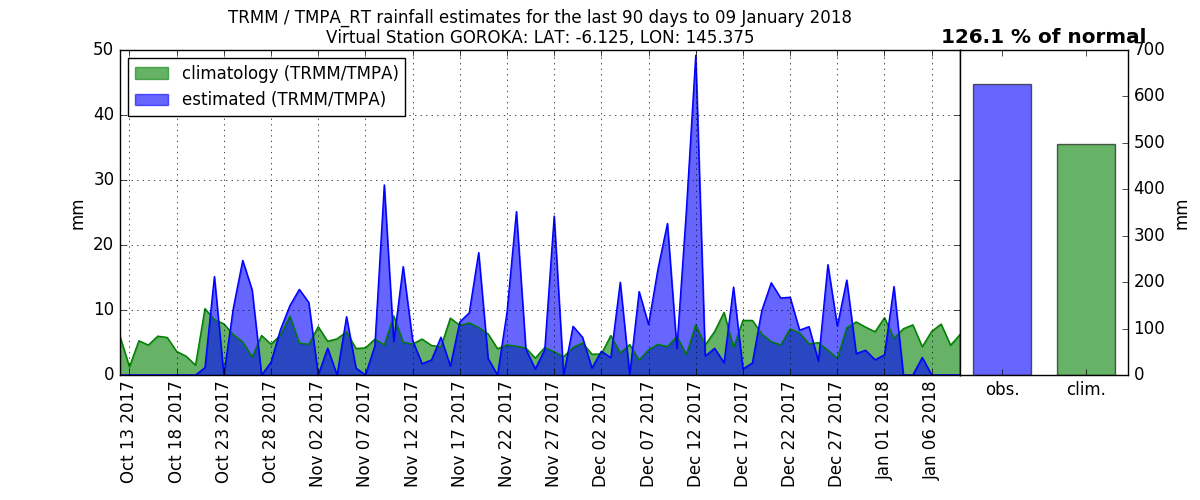 TRMM / TMPA_RT rainfall estimates for the last 90 days to 09 January 2018
Virtual Station GOROKA: LAT: -6.125, LON: 145.375
126.1 % of normal
climatology (TRMM/TMPA)
estimated (TRMM/TMPA)
50
40
30
20
10
0
mm
Oct 13 2017
Oct 18 2017
Oct 23 2017
Oct 28 2017
Nov 02 2017
Nov 07 2017
Nov 12 2017
Nov 17 2017
Nov 22 2017
Nov 27 2017
Dec 02 2017
Dec 07 2017
Dec 12 2017
Dec 17 2017
Dec 22 2017
Dec 27 2017
Jan 01 2018
Jan 06 2018
700
600
500
400
300
200
100
0
mm
obs.
clim.